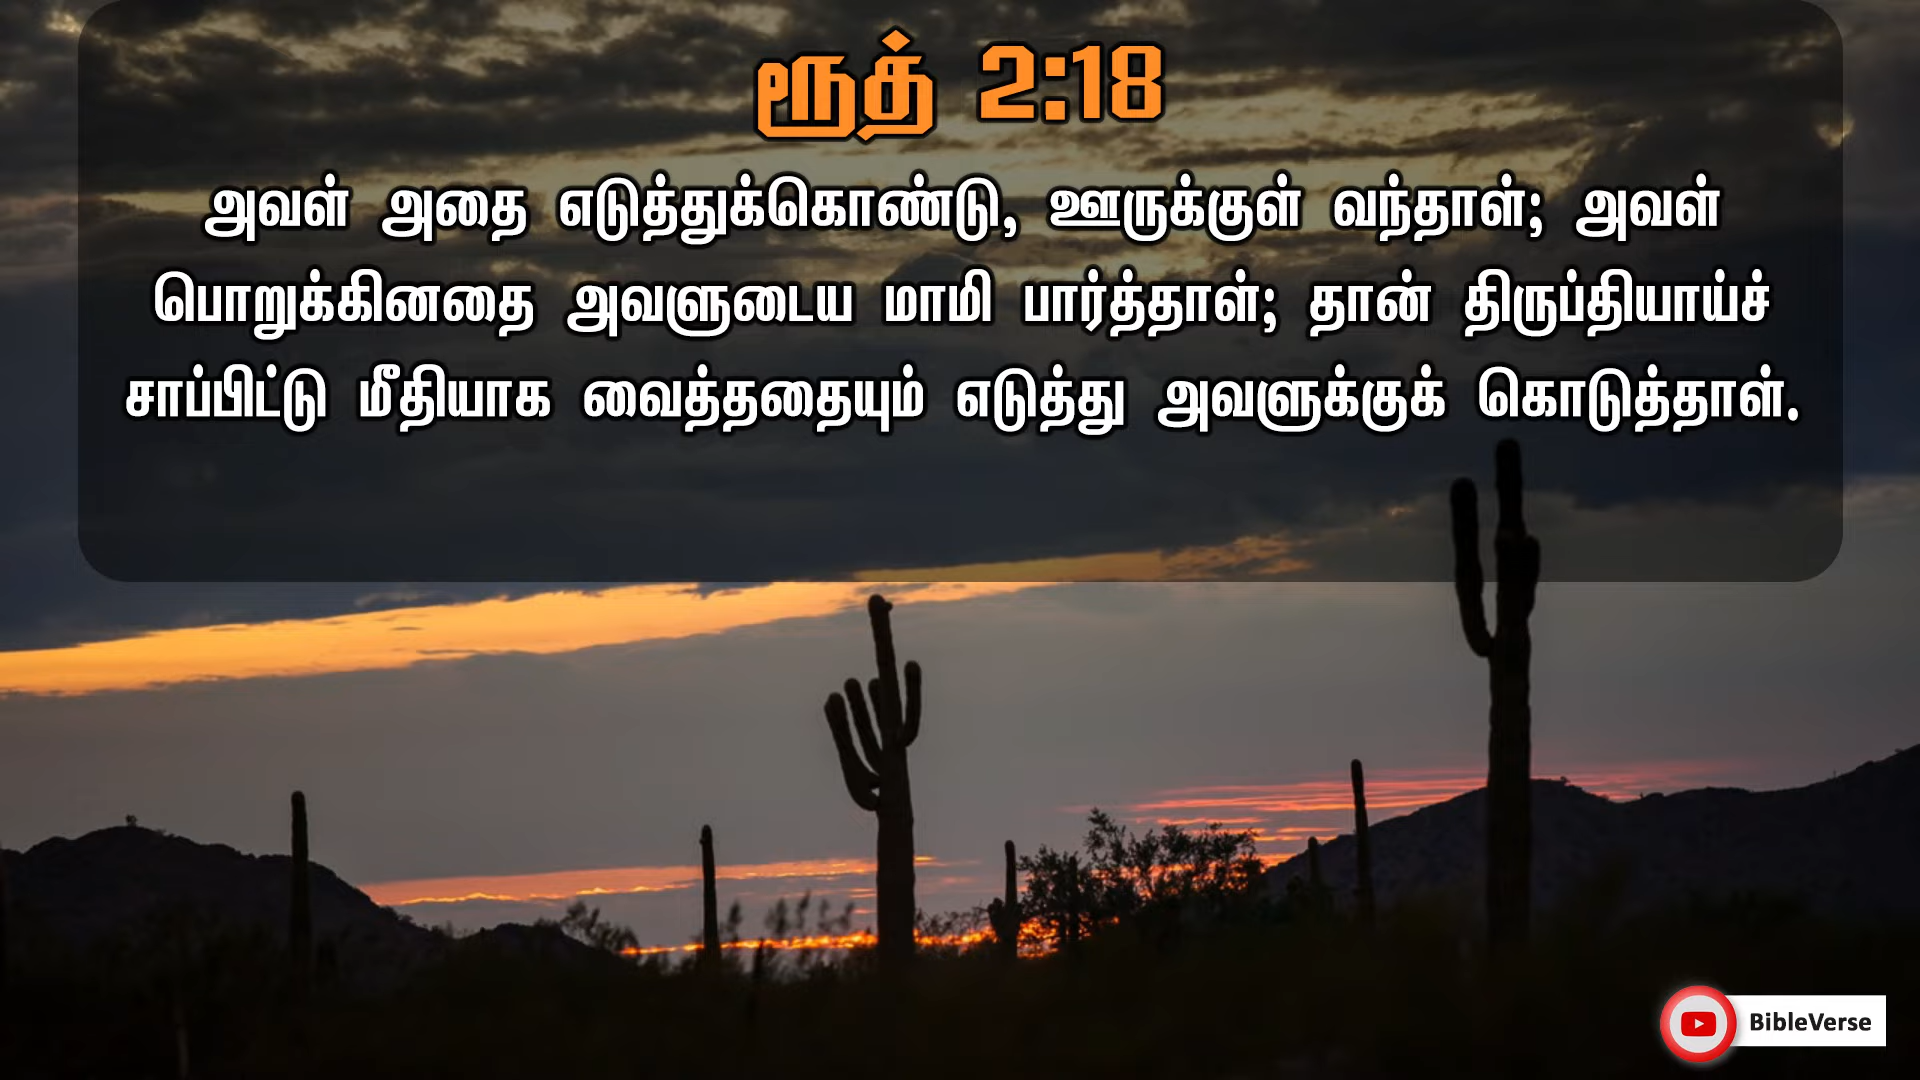 ரூத் 2:18
அவள் அதை எடுத்துக்கொண்டு, ஊருக்குள் வந்தாள்; அவள்
பொறுக்கினதை அவளுடைய மாமி பார்த்தாள்; தான் திருப்தியாய்ச்
சாப்பிட்டு மீதியாக வைத்ததையும் எடுத்து அவளுக்குக் கொடுத்தாள்.
BibleVerse